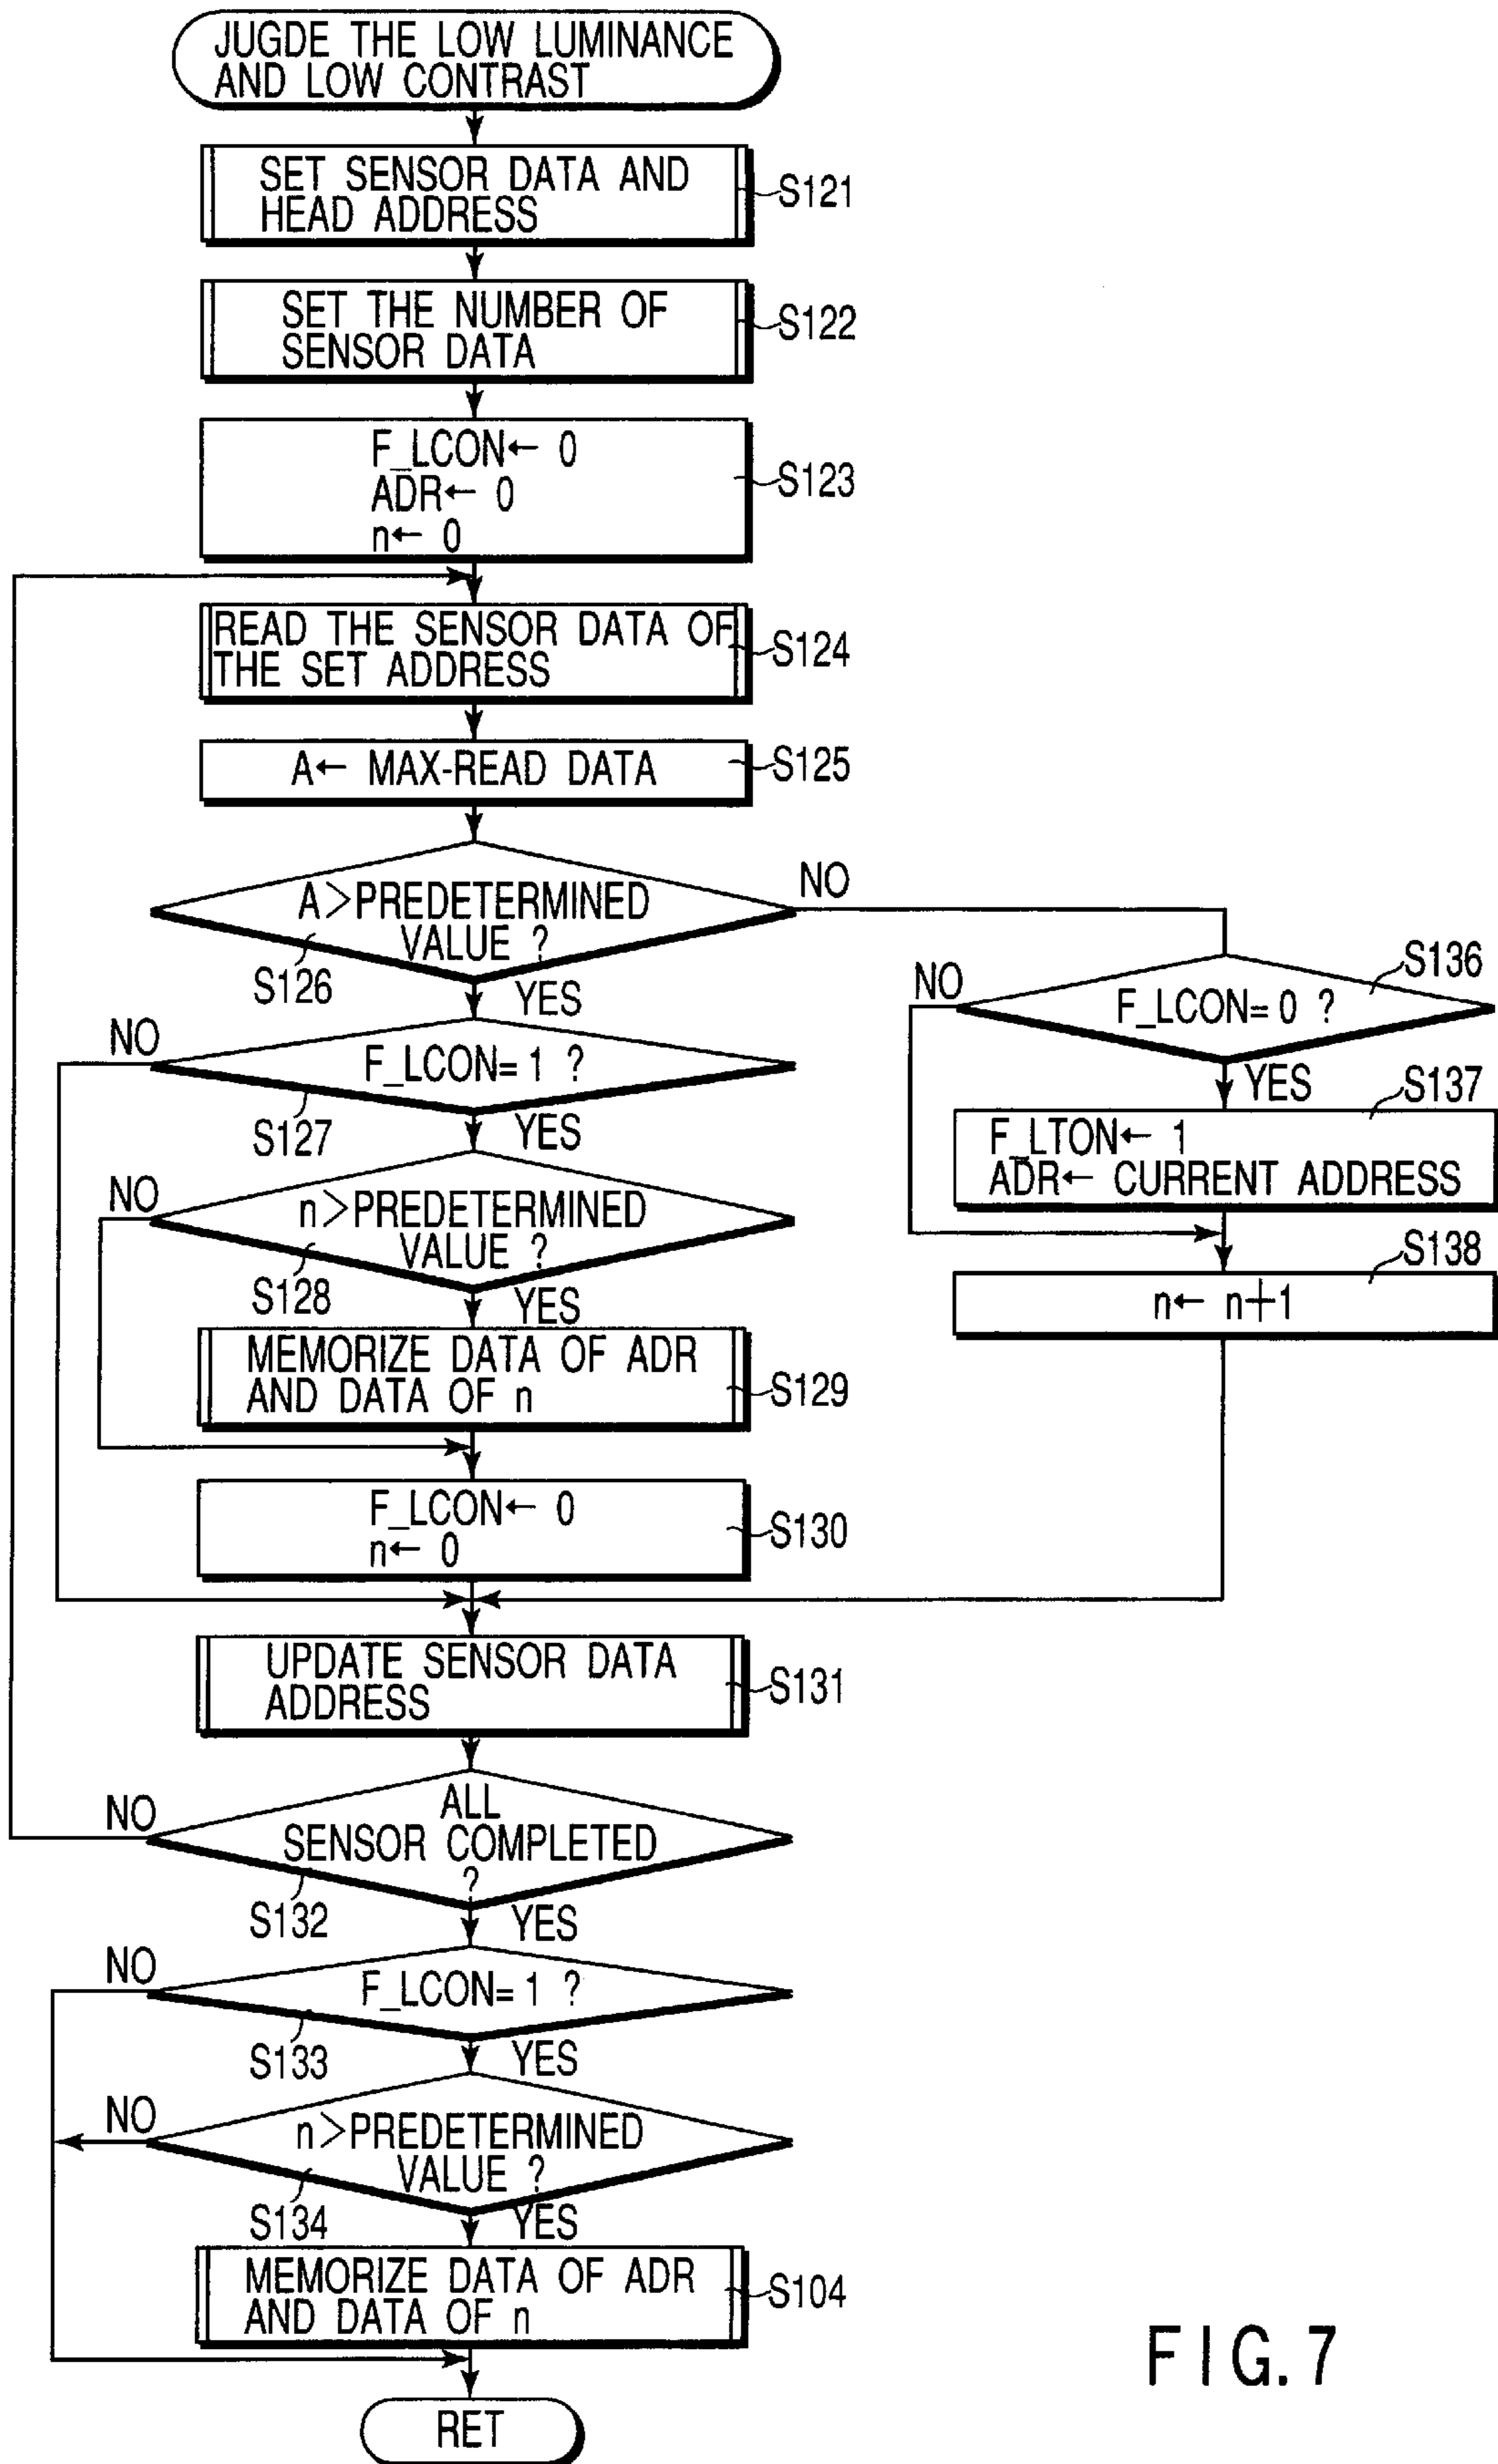 JUGDE THE LOW LUMINANCE
AND LOW CONTRAST
SET SENSOR DATA AND
HEAD ADDRESS
S121
SET THE NUMBER OF
SENSOR DATA
S122
F_LCON← 0
ADR← 0
n← 0
S123
READ THE SENSOR DATA OF
THE SET ADDRESS
S124
A← MAX-READ DATA
S125
A>PREDETERMINED
VALUE ?
S126
NO
YES
F_LCON= 1 ?
S127
NO
YES
n>PREDETERMINED
VALUE ?
S128
NO
YES
MEMORIZE DATA OF ADR
AND DATA OF n
S129
F_LCON← 0
n← 0
S130
F_LCON= 0 ?
S136
NO
YES
F_LTON← 1
ADR← CURRENT ADDRESS
S137
n← n+1
S138
UPDATE SENSOR DATA
ADDRESS
S131
ALL
SENSOR COMPLETED
?
S132
NO
YES
F_LCON= 1 ?
S133
NO
YES
n>PREDETERMINED
VALUE ?
S134
NO
YES
MEMORIZE DATA OF ADR
AND DATA OF n
S104
RET
FIG. 7